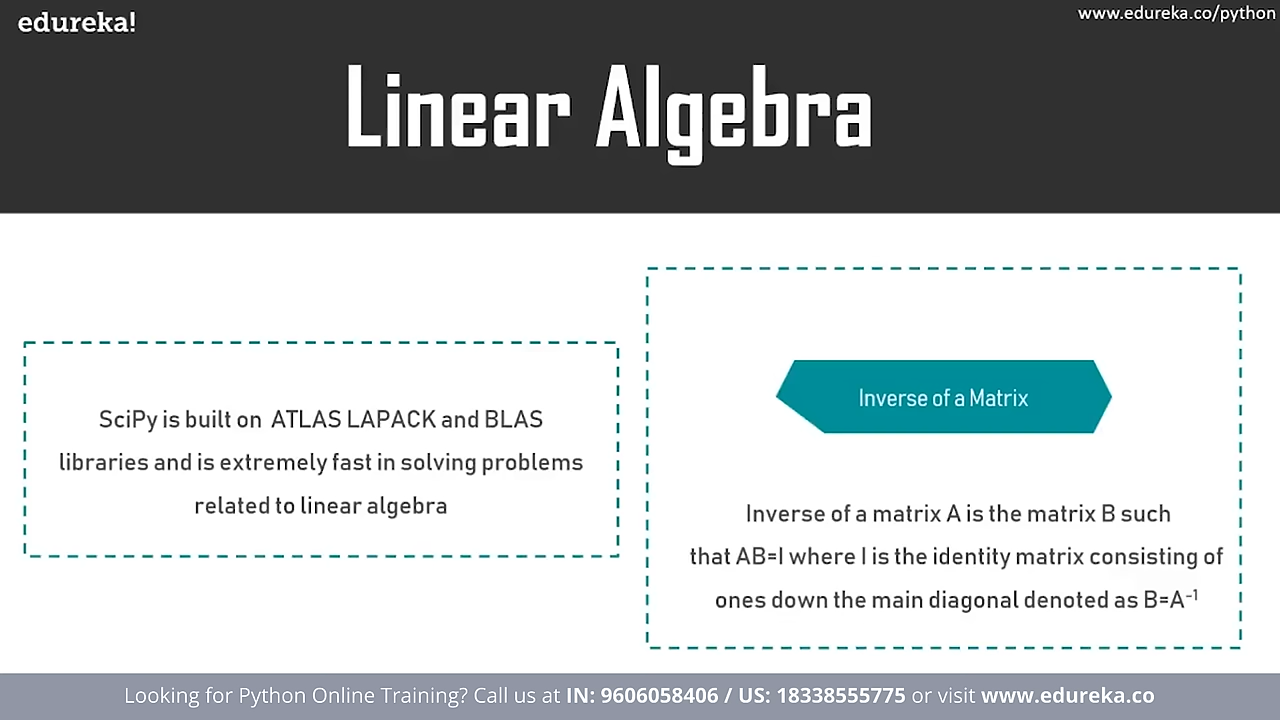 edureka!
www.edureka.co/python
Linear Algebra
SciPy is built on ATLAS LAPACK and BLAS
libraries and is extremely fast in solving problems
related to linear algebra
Inverse of a Matrix
Inverse of a matrix A is the matrix B such
that AB=I where I is the identity matrix consisting of
ones down the main diagonal denoted as B=A⁻¹
Looking for Python Online Training? Call us at IN: 9606058406 / US: 18338555775 or visit www.edureka.co